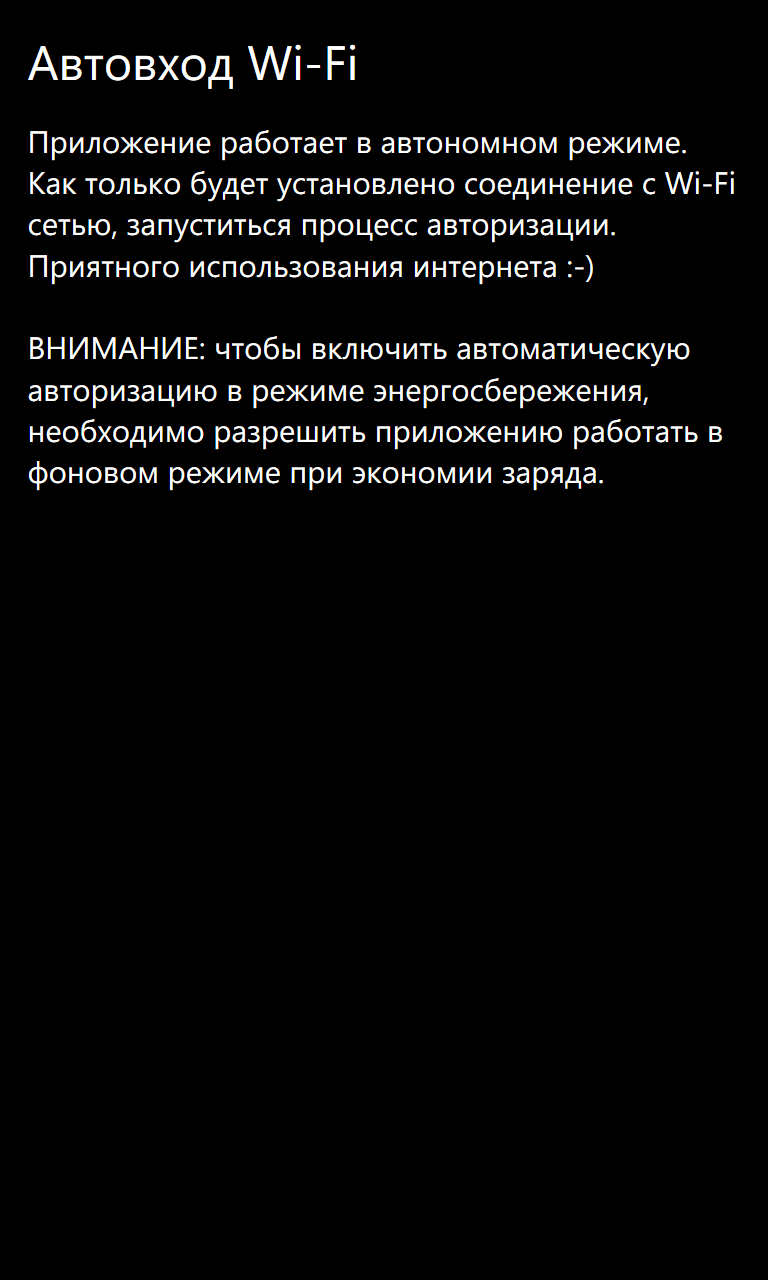 Автовход Wi-Fi
Приложение работает в автономном режиме.
Как только будет установлено соединение с Wi-Fi
сетью, запуститься процесс авторизации.
Приятного использования интернета :-)
ВНИМАНИЕ: чтобы включить автоматическую
авторизацию в режиме энергосбережения,
необходимо разрешить приложению работать в
фоновом режиме при экономии заряда.